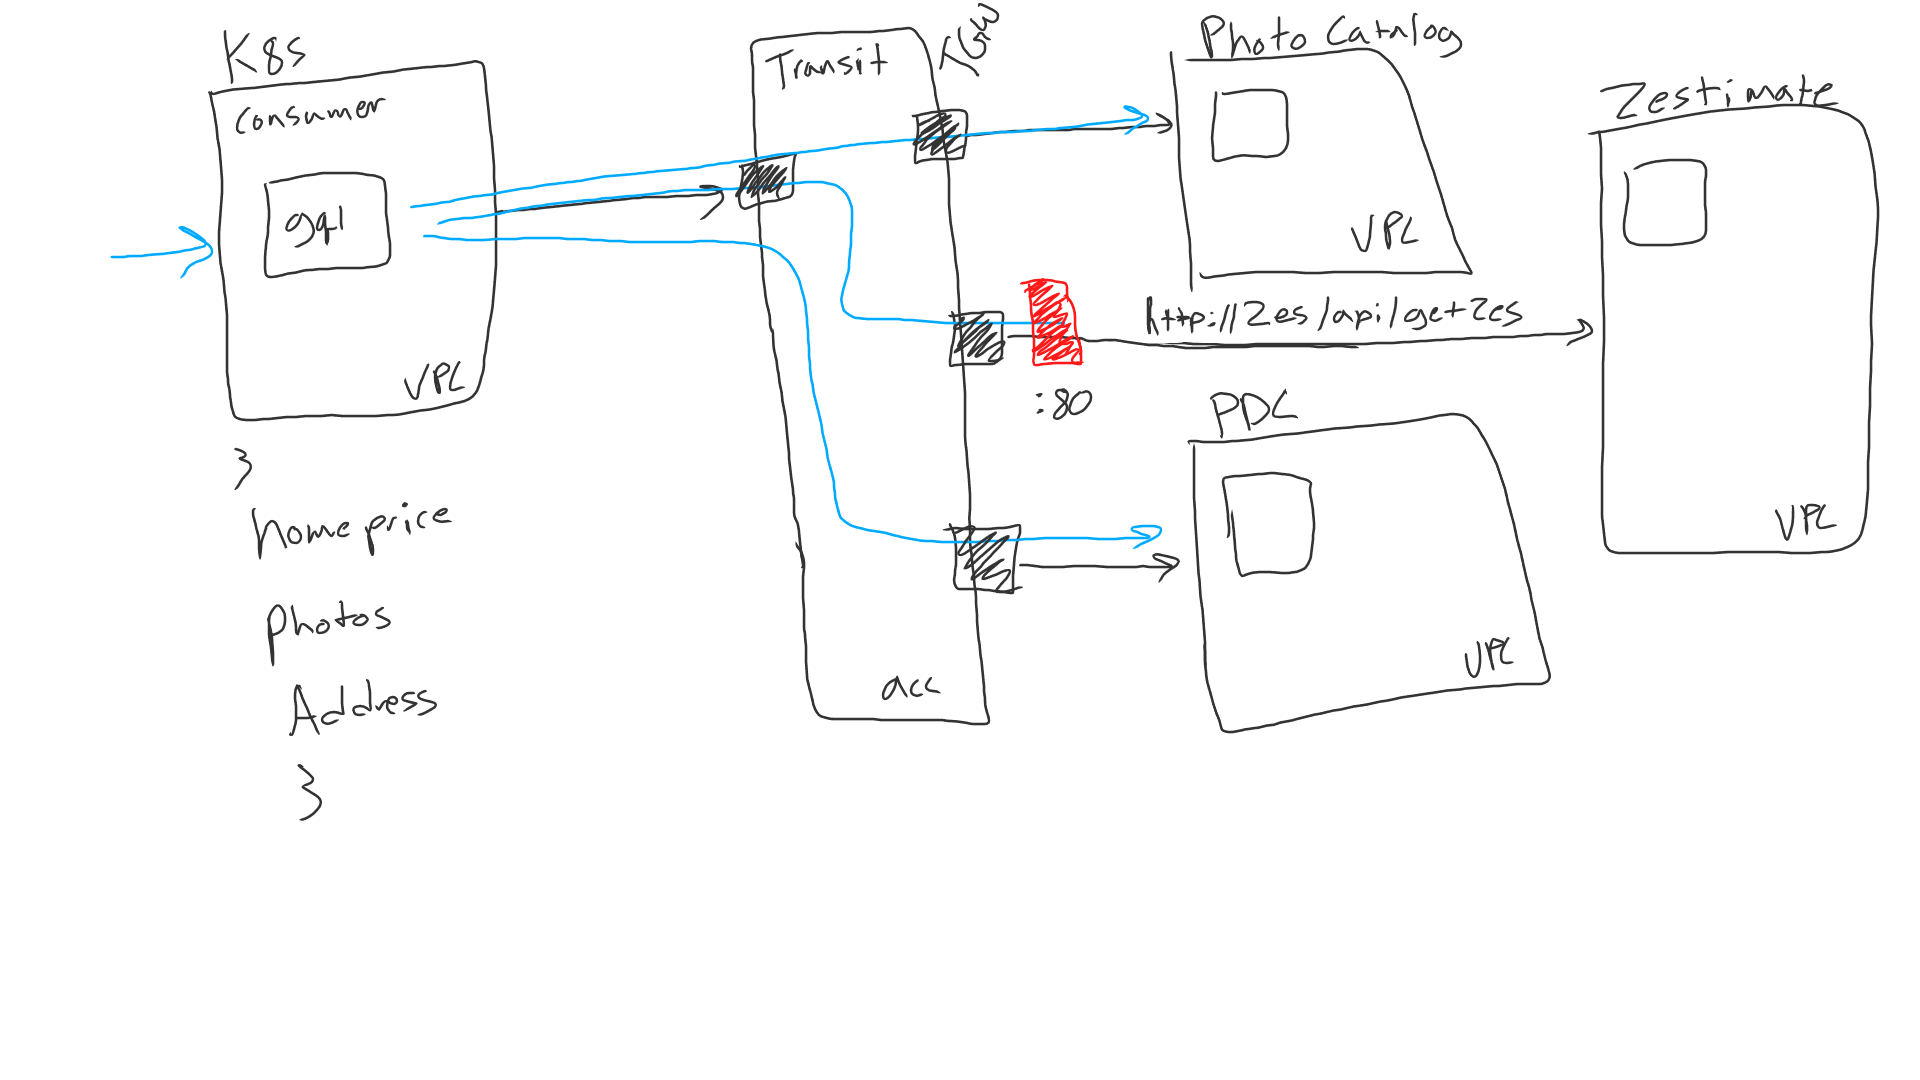 K8s
Consumer
gql
VPC
}
home price
photos
Address
}
Transit
TGW
acc
Photo Catalog
VPC
http://zes/api/getzes
:80
PDC
VPC
Zestimate
VPC